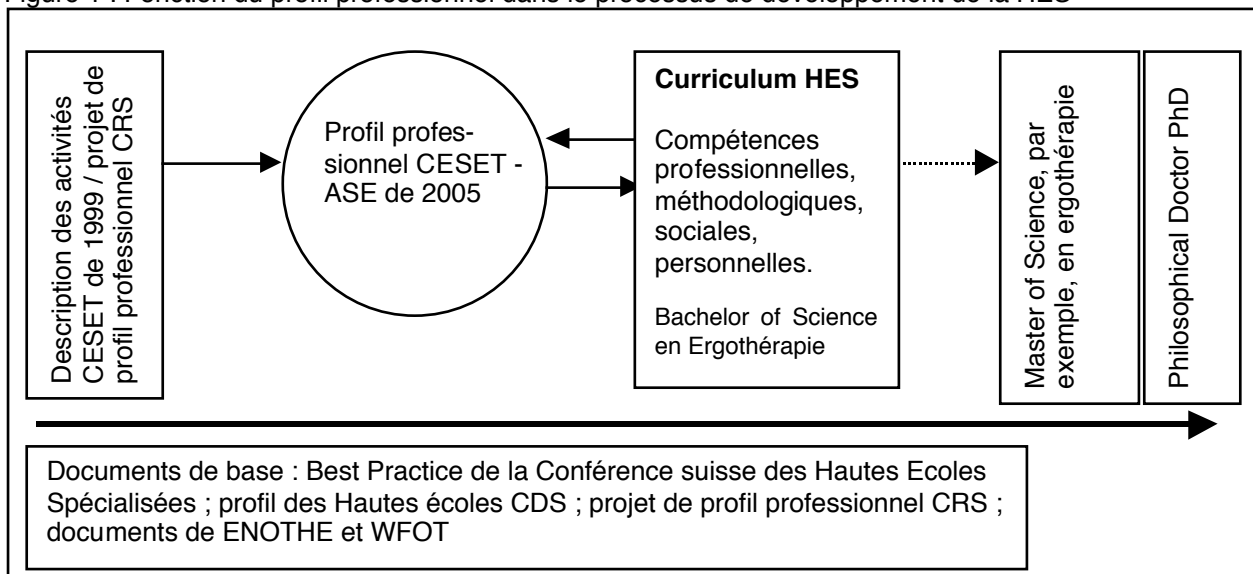 Figure 1 : Fonction du profil professionnel dans le processus de développement de la HES
Description des activités
CESET de 1999 / projet de
profil professionnel CRS
Profil profes-
sionnel CESET -
ASE de 2005
Curriculum HES
Compétences
professionnelles,
méthodologiques,
sociales,
personnelles.
Bachelor of Science
en Ergothérapie
Master of Science, par
exemple, en ergothérapie
Philosophical Doctor PhD
Documents de base : Best Practice de la Conférence suisse des Hautes Ecoles
Spécialisées ; profil des Hautes écoles CDS ; projet de profil professionnel CRS ;
documents de ENOTHE et WFOT